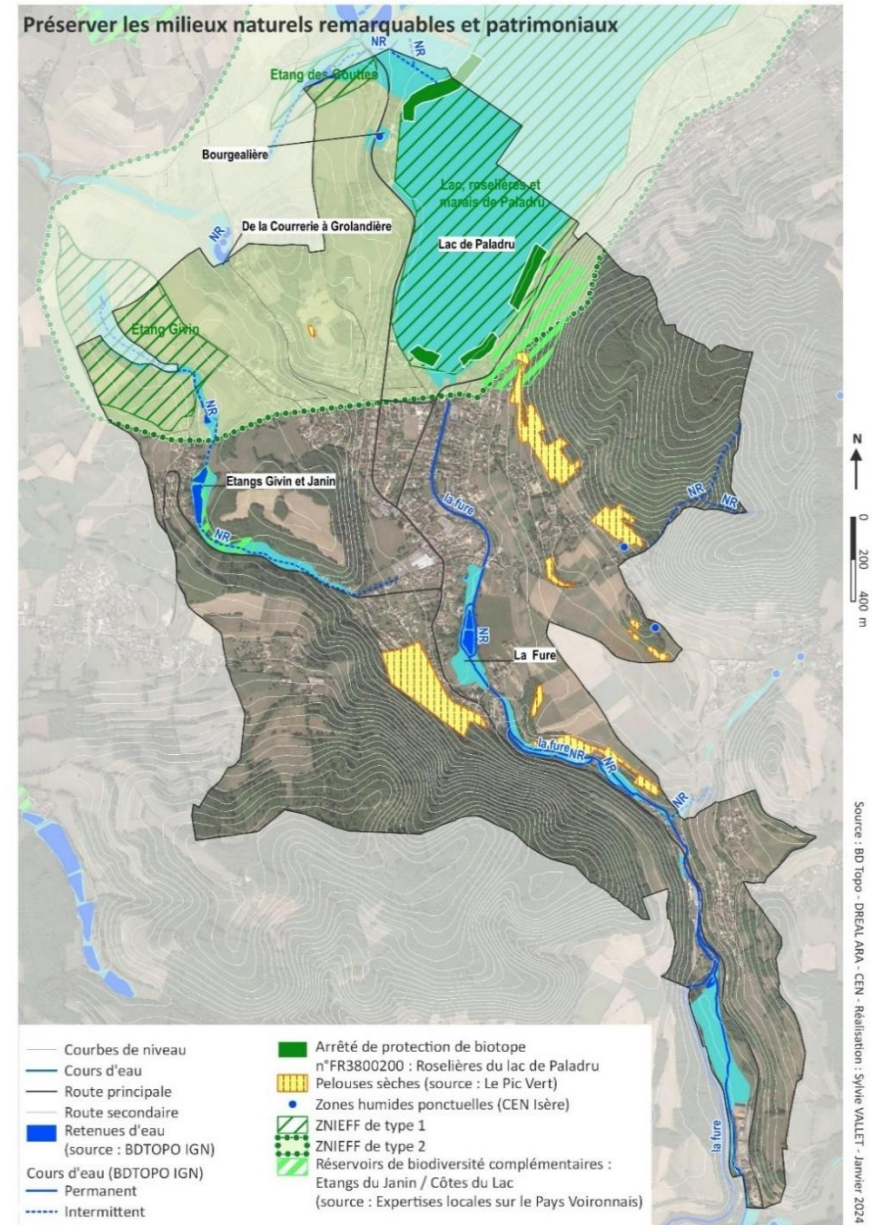 Préserver les milieux naturels remarquables et patrimoniaux
NR
NR
Etang des Gouttes
Bourgealière
Lac, roselières et
marais de Paladru
NR
De la Courrerie à Grolandière
Lac de Paladru
Etang Givin
NR
Etangs Givin et Janin
la fure
NR
NR
NR
NR
La Fure
la fure
NR
NR
NR
la fure
N
0
200
400 m
Courbes de niveau
Cours d'eau
Route principale
Route secondaire
Retenues d'eau
(source : BDTOPO IGN)
Cours d'eau (BDTOPO IGN)
Permanent
Intermittent
Arrêté de protection de biotope
n°FR3800200 : Roselières du lac de Paladru
Pelouses sèches (source : Le Pic Vert)
Zones humides ponctuelles (CEN Isère)
ZNIEFF de type 1
ZNIEFF de type 2
Réservoirs de biodiversité complémentaires :
Etangs du Janin / Côtes du Lac
(source : Expertises locales sur le Pays Voironnais)
Source : BD Topo - DREAL ARA - CEN - Réalisation : Sylvie VALLET - Janvier 2024